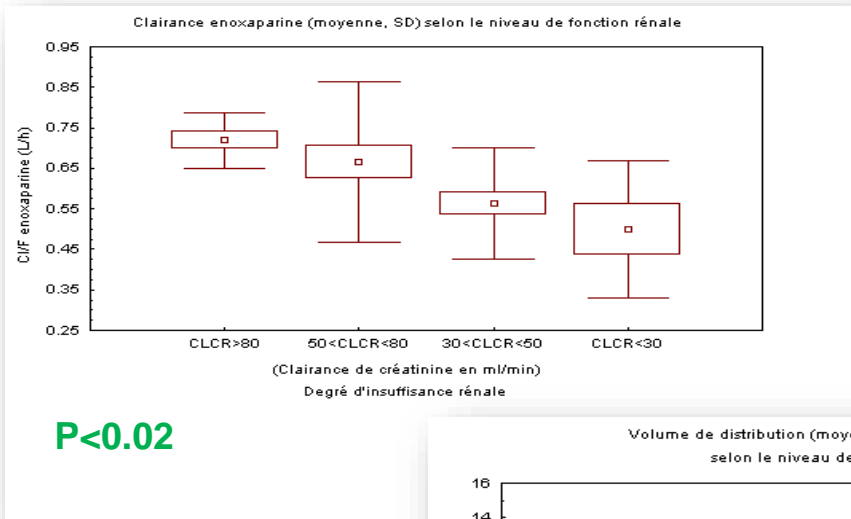 Clairance enoxaparine (moyenne, SD) selon le niveau de fonction rénale
0.95
0.85
0.75
0.65
0.55
0.45
0.35
0.25
Cl/F enoxaparine (L/h)
CLCR>80 50<CLCR<80 30<CLCR<50 CLCR<30
(Clairance de créatinine en ml/min)
Degré d'insuffisance rénale
P<0.02
Volume de distribution (moye
selon le niveau de
16
14